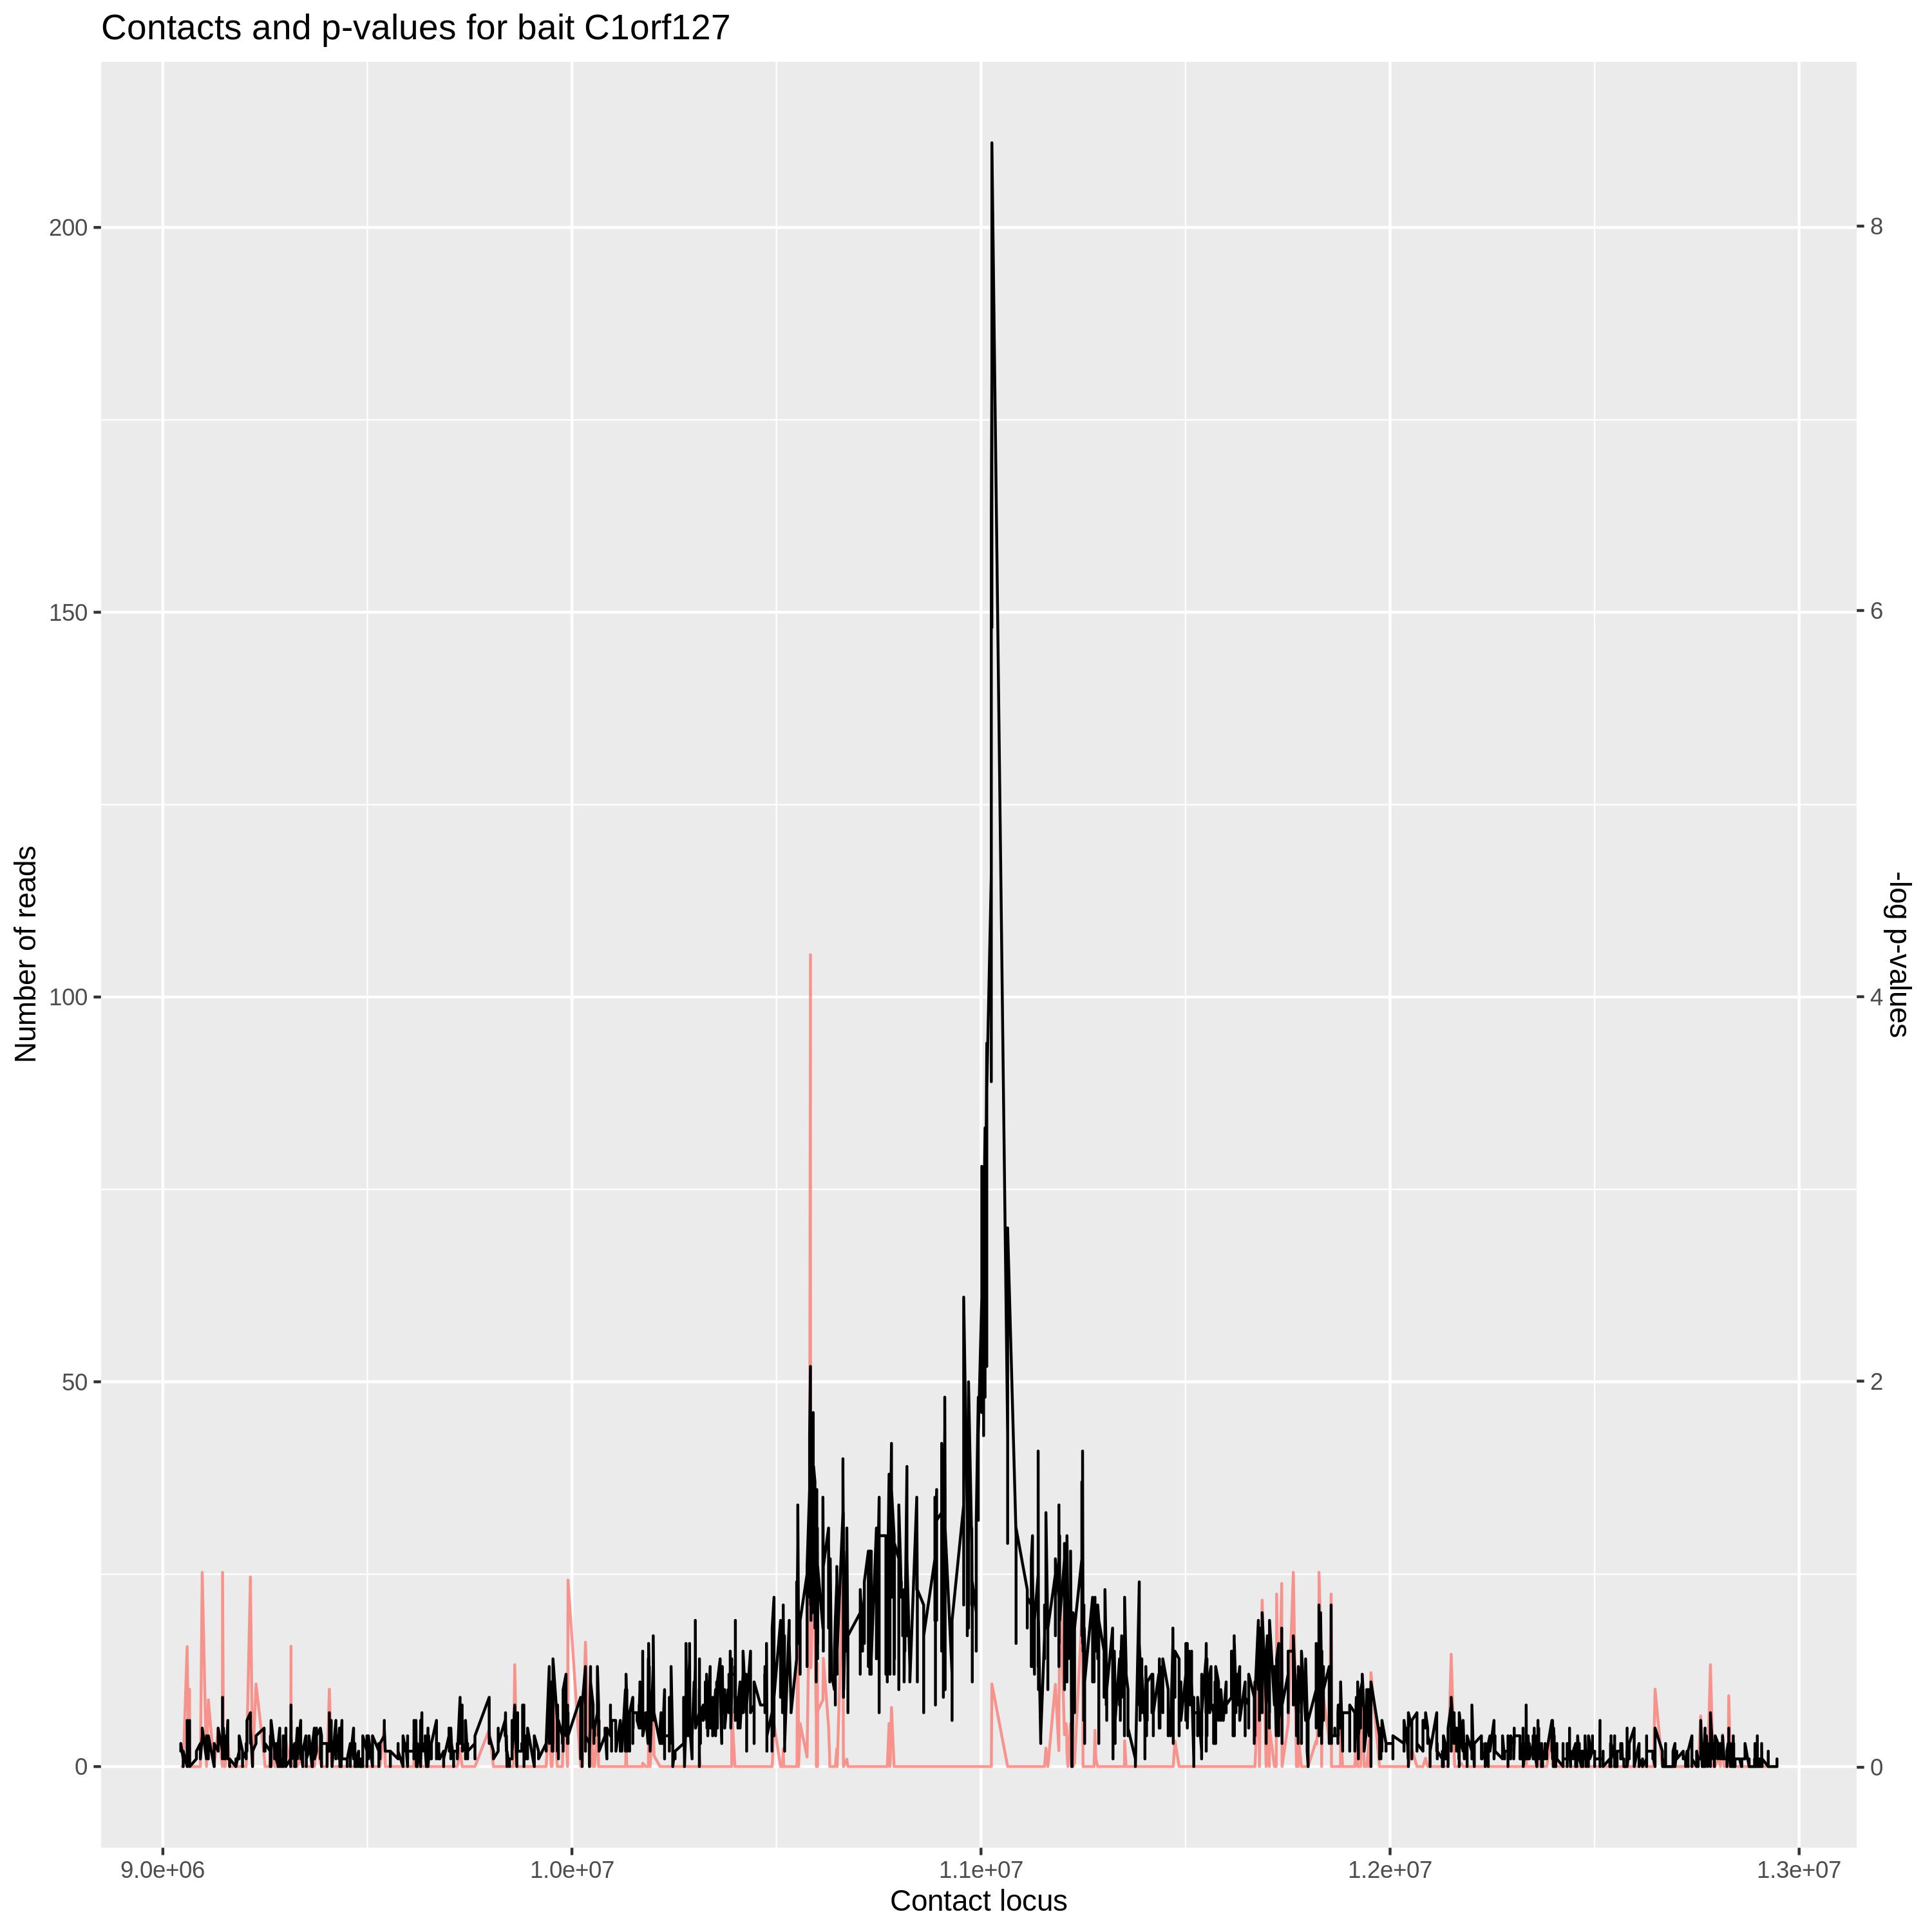 Contacts and p-values for bait C1orf127
Number of reads
200
150
100
50
0
8
6
4
2
0
-log p-values
9.0e+06
1.0e+07
1.1e+07
1.2e+07
1.3e+07
Contact locus